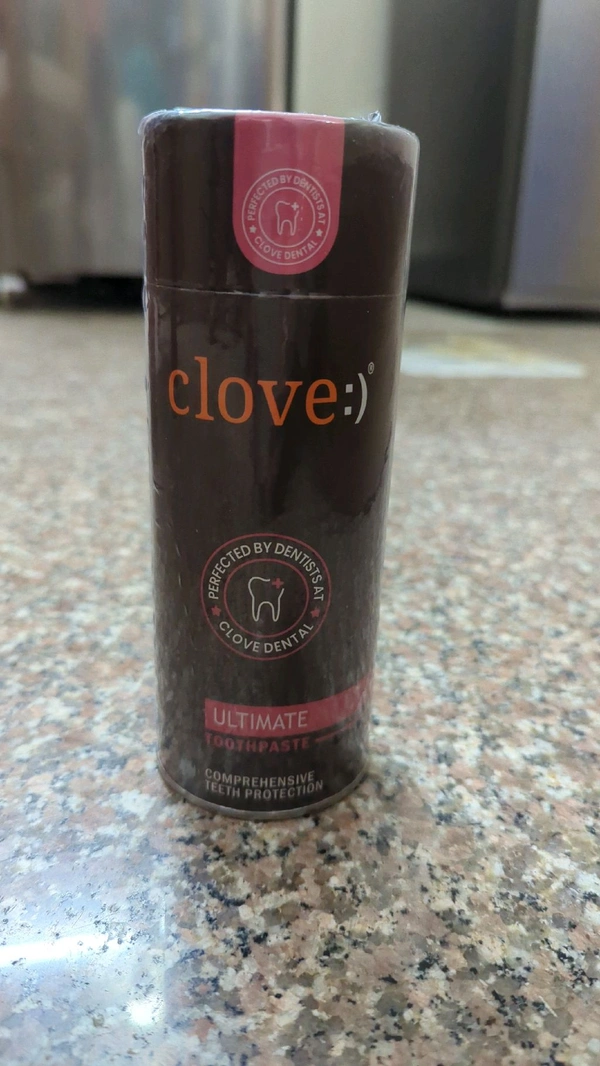 PERFECTED BY DENTISTS AT
CLOVE DENTAL
clove:)®
PERFECTED BY DENTISTS AT
CLOVE DENTAL
ULTIMATE
TOOTHPASTE
COMPREHENSIVE
TEETH PROTECTION